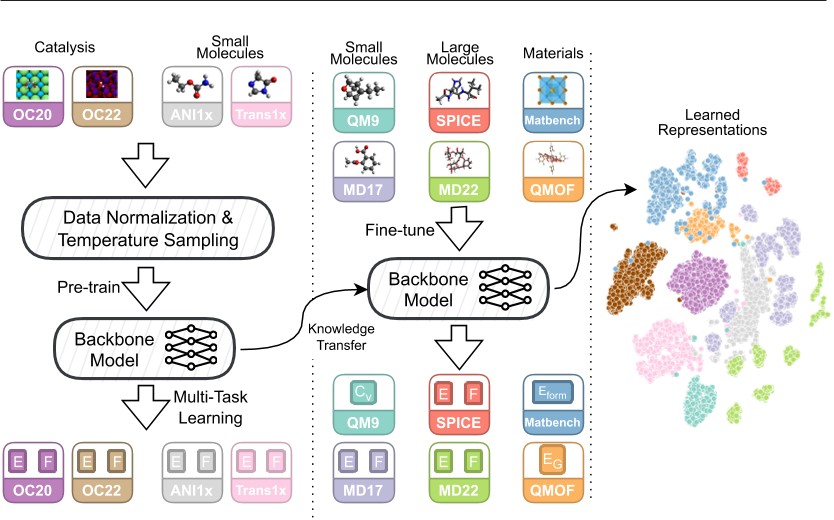 Catalysis
Small
Molecules
OC20
OC22
ANI1x
Trans1x
Data Normalization &
Temperature Sampling
Pre-train
Backbone
Model
Multi-Task
Learning
E F
E F
E F
E F
OC20
OC22
ANI1x
Trans1x
Knowledge
Transfer
Small
Molecules
Large
Molecules
Materials
QM9
SPICE
Matbench
MD17
MD22
QMOF
Fine-tune
Backbone
Model
Cv
E F
Eform
QM9
SPICE
Matbench
E F
E F
EG
MD17
MD22
QMOF
Learned
Representations